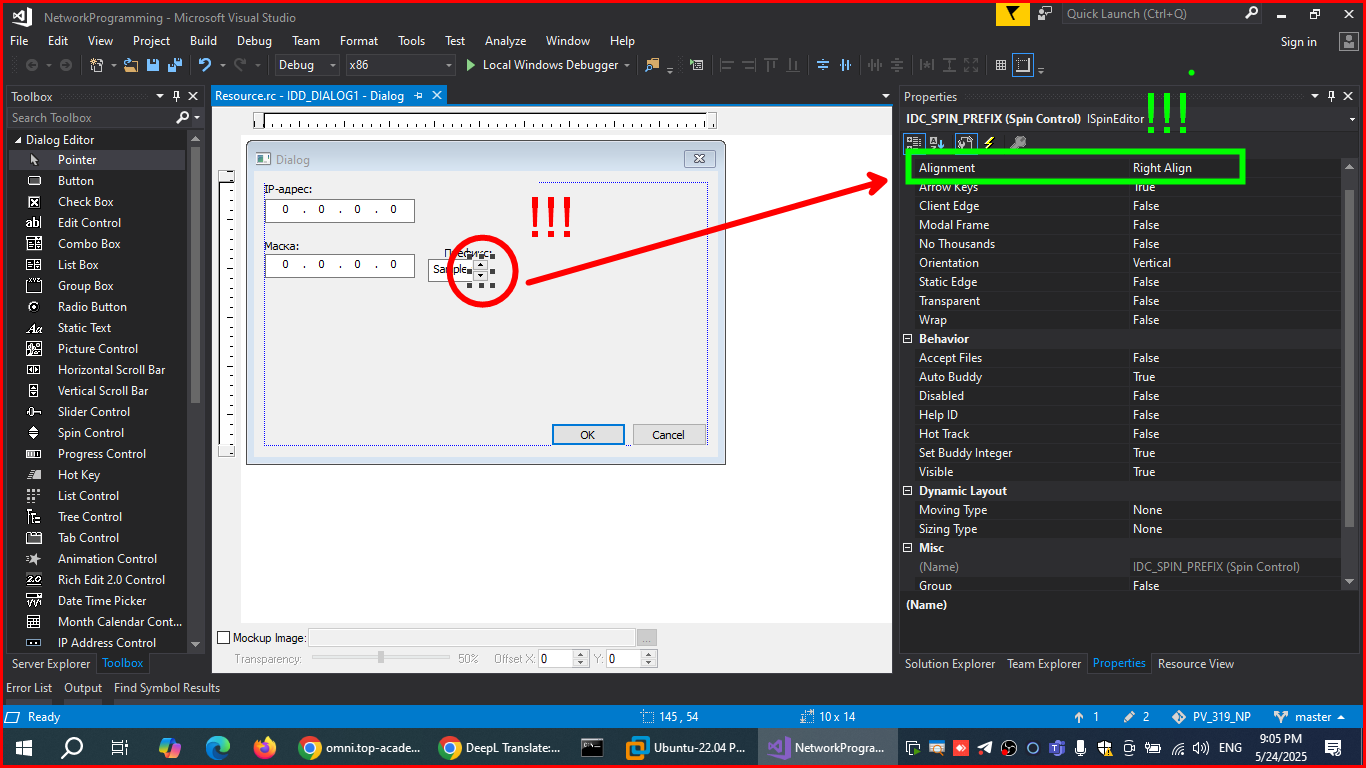 NetworkProgramming - Microsoft Visual Studio
Quick Launch (Ctrl+Q)
File Edit View Project Build Debug Team Format Tools Test Analyze Window Help
Sign in
Debug x86 Local Windows Debugger
Toolbox
Search Toolbox
Dialog Editor
Pointer
Button
Check Box
Edit Control
Combo Box
List Box
Group Box
Radio Button
Static Text
Picture Control
Horizontal Scroll Bar
Vertical Scroll Bar
Slider Control
Spin Control
Progress Control
Hot Key
List Control
Tree Control
Tab Control
Animation Control
Rich Edit 2.0 Control
Date Time Picker
Month Calendar Cont...
IP Address Control
Server Explorer Toolbox
Resource.rc - IDD_DIALOG1 - Dialog
Dialog
IP-адрес:
0 . 0 . 0 . 0
!!!
Маска:
Префикс:
0 . 0 . 0 . 0
Sample
OK Cancel
Mockup Image: ...
Transparency: 50% Offset X: 0 Y: 0
Properties
IDC_SPIN_PREFIX (Spin Control) ISpinEditor
!!!
Alignment Right Align
Arrow Keys True
Client Edge False
Modal Frame False
No Thousands False
Orientation Vertical
Static Edge False
Transparent False
Wrap False
Behavior
Accept Files False
Auto Buddy True
Disabled False
Help ID False
Hot Track False
Set Buddy Integer True
Visible True
Dynamic Layout
Moving Type None
Sizing Type None
Misc
(Name) IDC_SPIN_PREFIX (Spin Control)
Group False
(Name)
Solution Explorer Team Explorer Properties Resource View
Error List Output Find Symbol Results
Ready 145 , 54 10 x 14 1 2 PV_319_NP master
omni.top-acade... DeepL Translate:... Ubuntu-22.04 P... NetworkPrograma... ENG 9:05 PM
5/24/2025